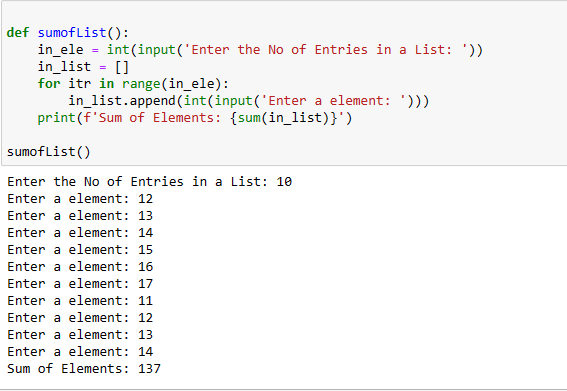 def sumofList():
    in_ele = int(input('Enter the No of Entries in a List: '))
    in_list = []
    for itr in range(in_ele):
        in_list.append(int(input('Enter a element: ')))
    print(f'Sum of Elements: {sum(in_list)}')
sumofList()
Enter the No of Entries in a List: 10
Enter a element: 12
Enter a element: 13
Enter a element: 14
Enter a element: 15
Enter a element: 16
Enter a element: 17
Enter a element: 11
Enter a element: 12
Enter a element: 13
Enter a element: 14
Sum of Elements: 137